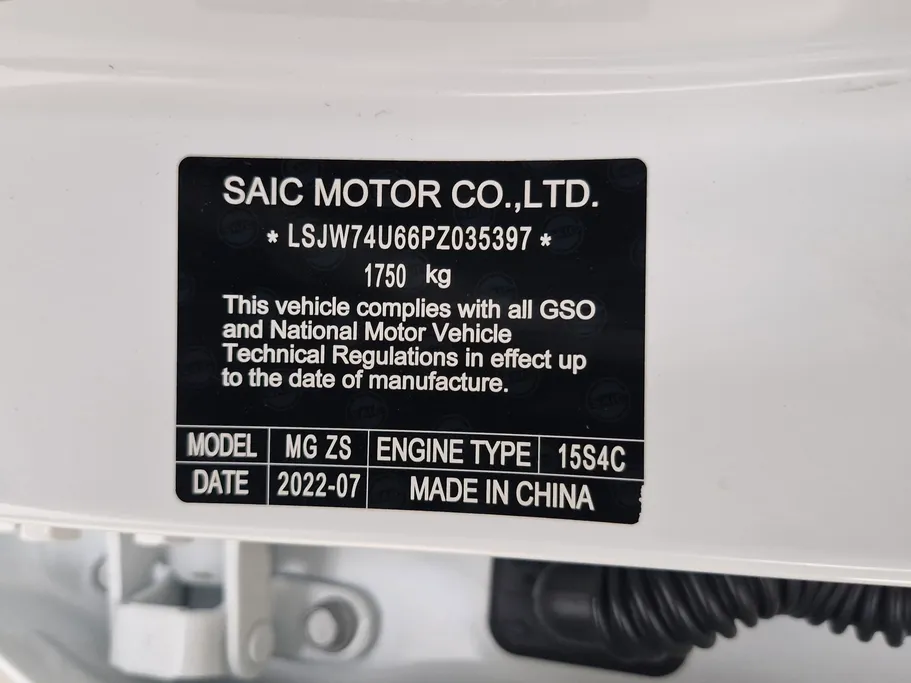 SAIC MOTOR CO.,LTD.
* LSJW74U66PZ035397 *
1750 kg
This vehicle complies with all GSO
and National Motor Vehicle
Technical Regulations in effect up
to the date of manufacture.
MODEL MG ZS ENGINE TYPE 15S4C
DATE 2022-07 MADE IN CHINA